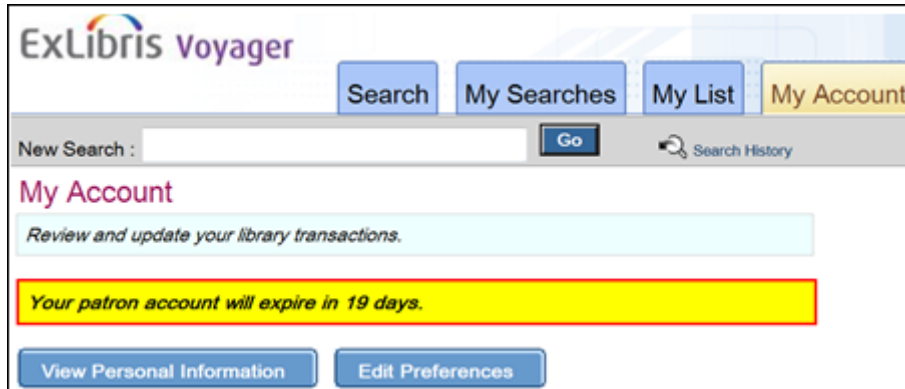 ExLibris Voyager
Search My Searches My List My Account
New Search : Go Search History
My Account
Review and update your library transactions.
Your patron account will expire in 19 days.
View Personal Information Edit Preferences